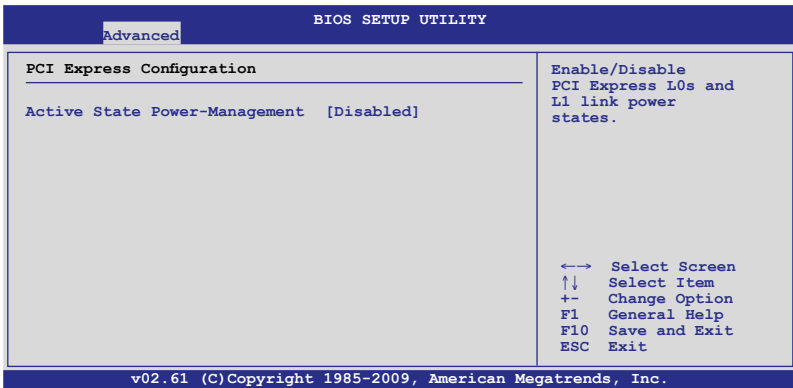 BIOS SETUP UTILITY
Advanced
PCI Express Configuration
Active State Power-Management [Disabled]
Enable/Disable
PCI Express L0s and
L1 link power
states.
←→ Select Screen
↑↓ Select Item
+- Change Option
F1 General Help
F10 Save and Exit
ESC Exit
v02.61 (C)Copyright 1985-2009, American Megatrends, Inc.